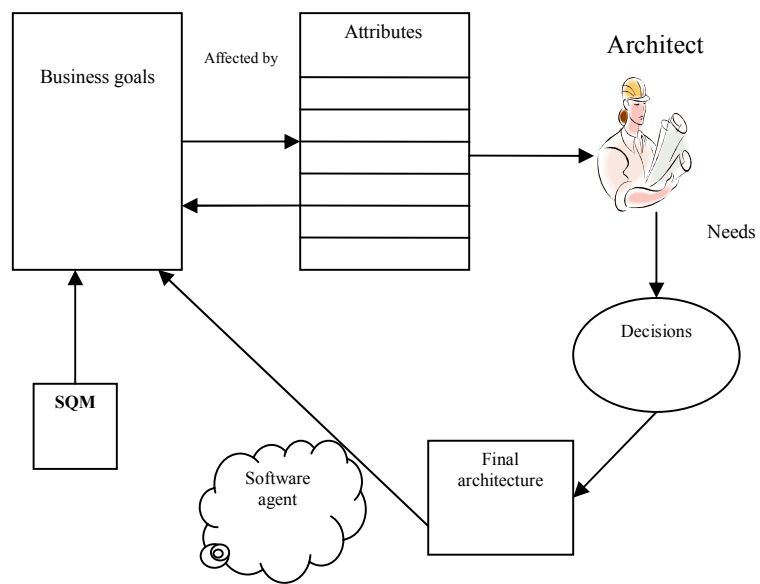 Business goals
Affected by
Attributes
Architect
Needs
Decisions
SQM
Software
agent
Final
architecture